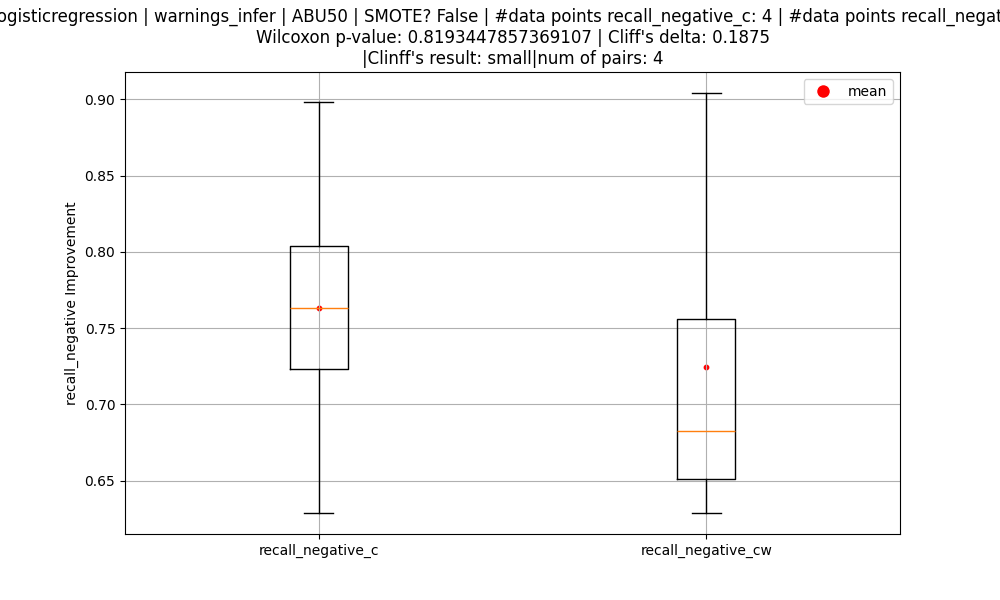 ogisticregression | warnings_infer | ABU50 | SMOTE? False | #data points recall_negative_c: 4 | #data points recall_negat
Wilcoxon p-value: 0.8193447857369107 | Cliff's delta: 0.1875
|Clinff's result: small|num of pairs: 4
mean
0.90
0.85
0.80
0.75
0.70
0.65
recall_negative Improvement
recall_negative_c
recall_negative_cw